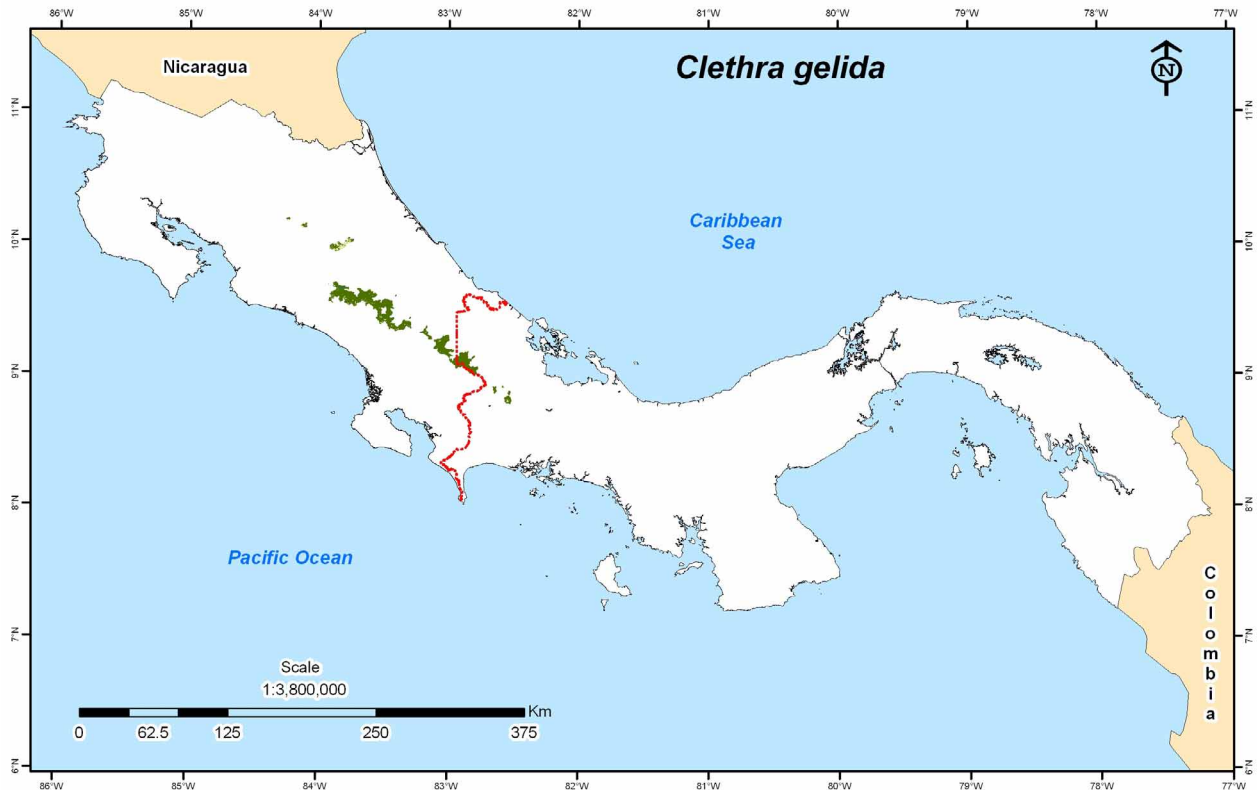 86°W 85°W 84°W 83°W 82°W 81°W 80°W 79°W 78°W 77°W
Nicaragua
Clethra gelida
N
11°N 11°N
Caribbean
Sea
10°N 10°N
9°N 9°N
8°N 8°N
Pacific Ocean
Colombia
7°N 7°N
Scale
1:3,800,000
Km
0 62.5 125 250 375
6°N 6°N
86°W 85°W 84°W 83°W 82°W 81°W 80°W 79°W 78°W 77°W